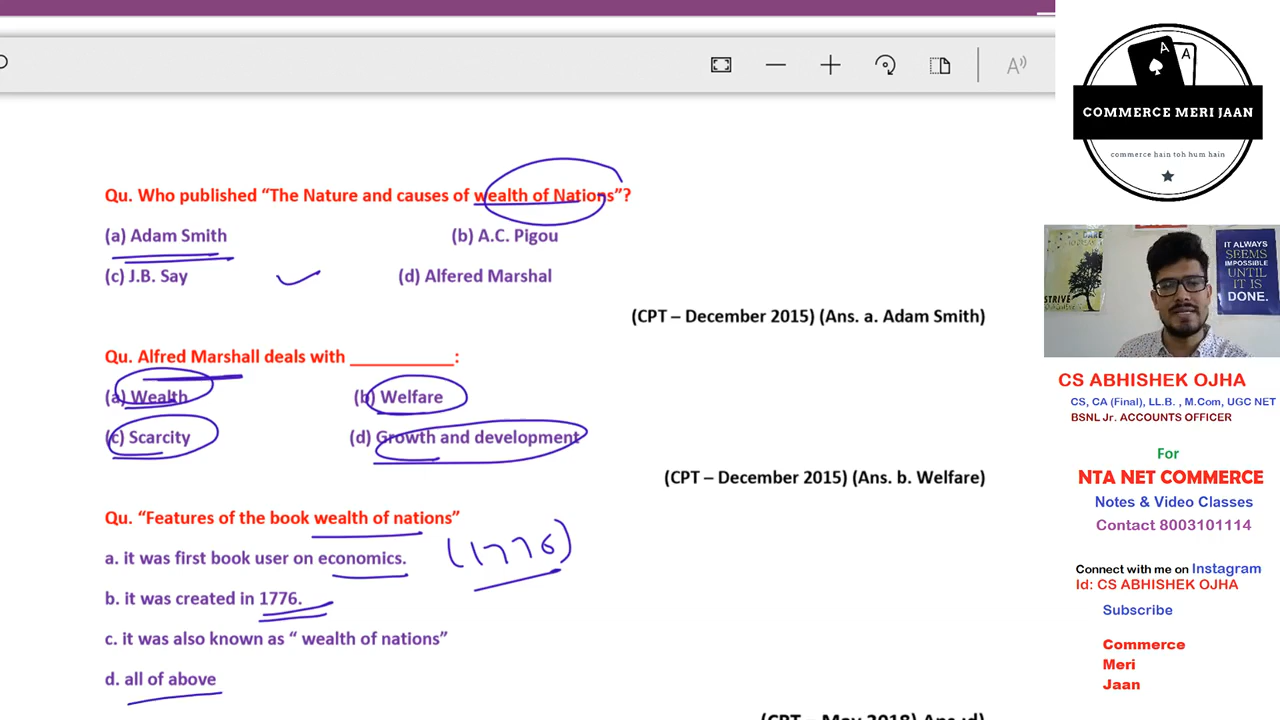 Qu. Who published “The Nature and causes of wealth of Nations”?
(a) Adam Smith (b) A.C. Pigou
(c) J.B. Say (d) Alfered Marshal
(CPT – December 2015) (Ans. a. Adam Smith)
Qu. Alfred Marshall deals with ___________ :
(a) Wealth (b) Welfare
(c) Scarcity (d) Growth and development
(CPT – December 2015) (Ans. b. Welfare)
Qu. “Features of the book wealth of nations”
a. it was first book user on economics.
(1776)
b. it was created in 1776.
c. it was also known as “ wealth of nations”
d. all of above
(CPT – May 2018) Ans :d)
A A
COMMERCE MERI JAAN
commerce hain toh hum hain
DARE
STRIVE
IT ALWAYS
SEEMS
IMPOSSIBLE
UNTIL
IT IS
DONE.
CS ABHISHEK OJHA
CS, CA (Final), LL.B. , M.Com, UGC NET
BSNL Jr. ACCOUNTS OFFICER
For
NTA NET COMMERCE
Notes & Video Classes
Contact 8003101114
Connect with me on Instagram
Id: CS ABHISHEK OJHA
Subscribe
Commerce
Meri
Jaan